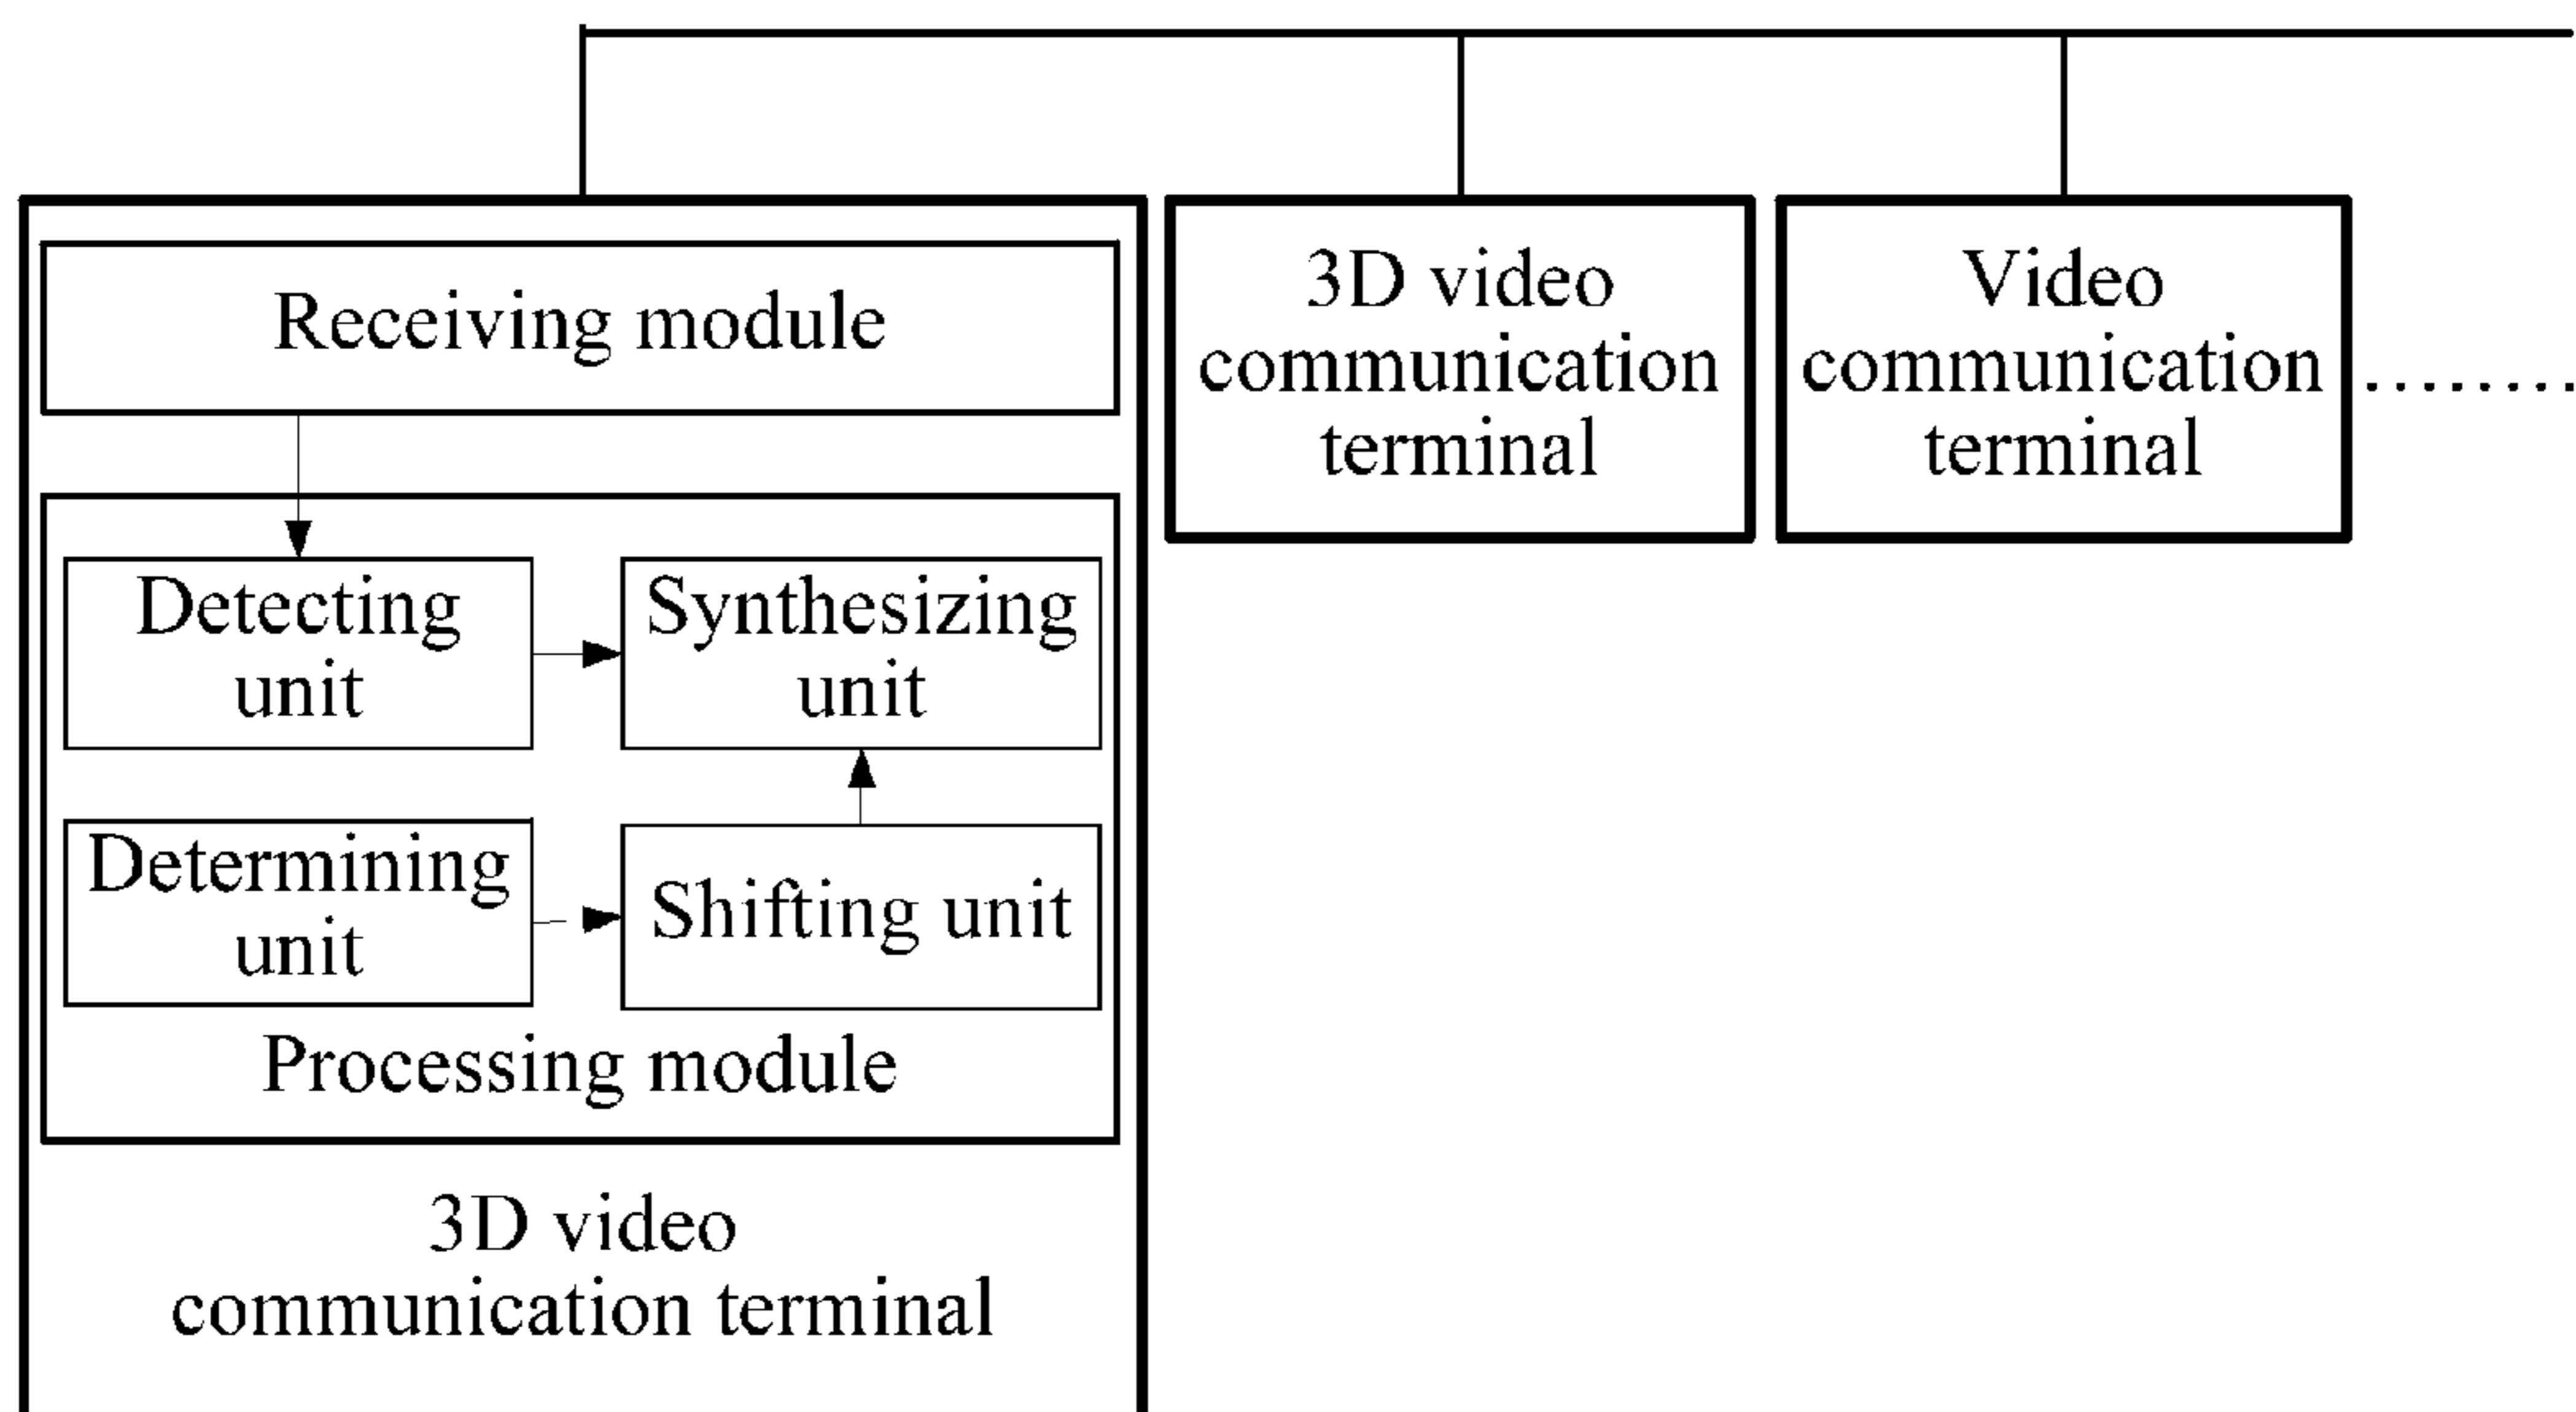 Receiving module
Detecting
unit
Synthesizing
unit
Determining
unit
Shifting unit
Processing module
3D video
communication terminal
3D video
communication
terminal
Video
communication
terminal
........